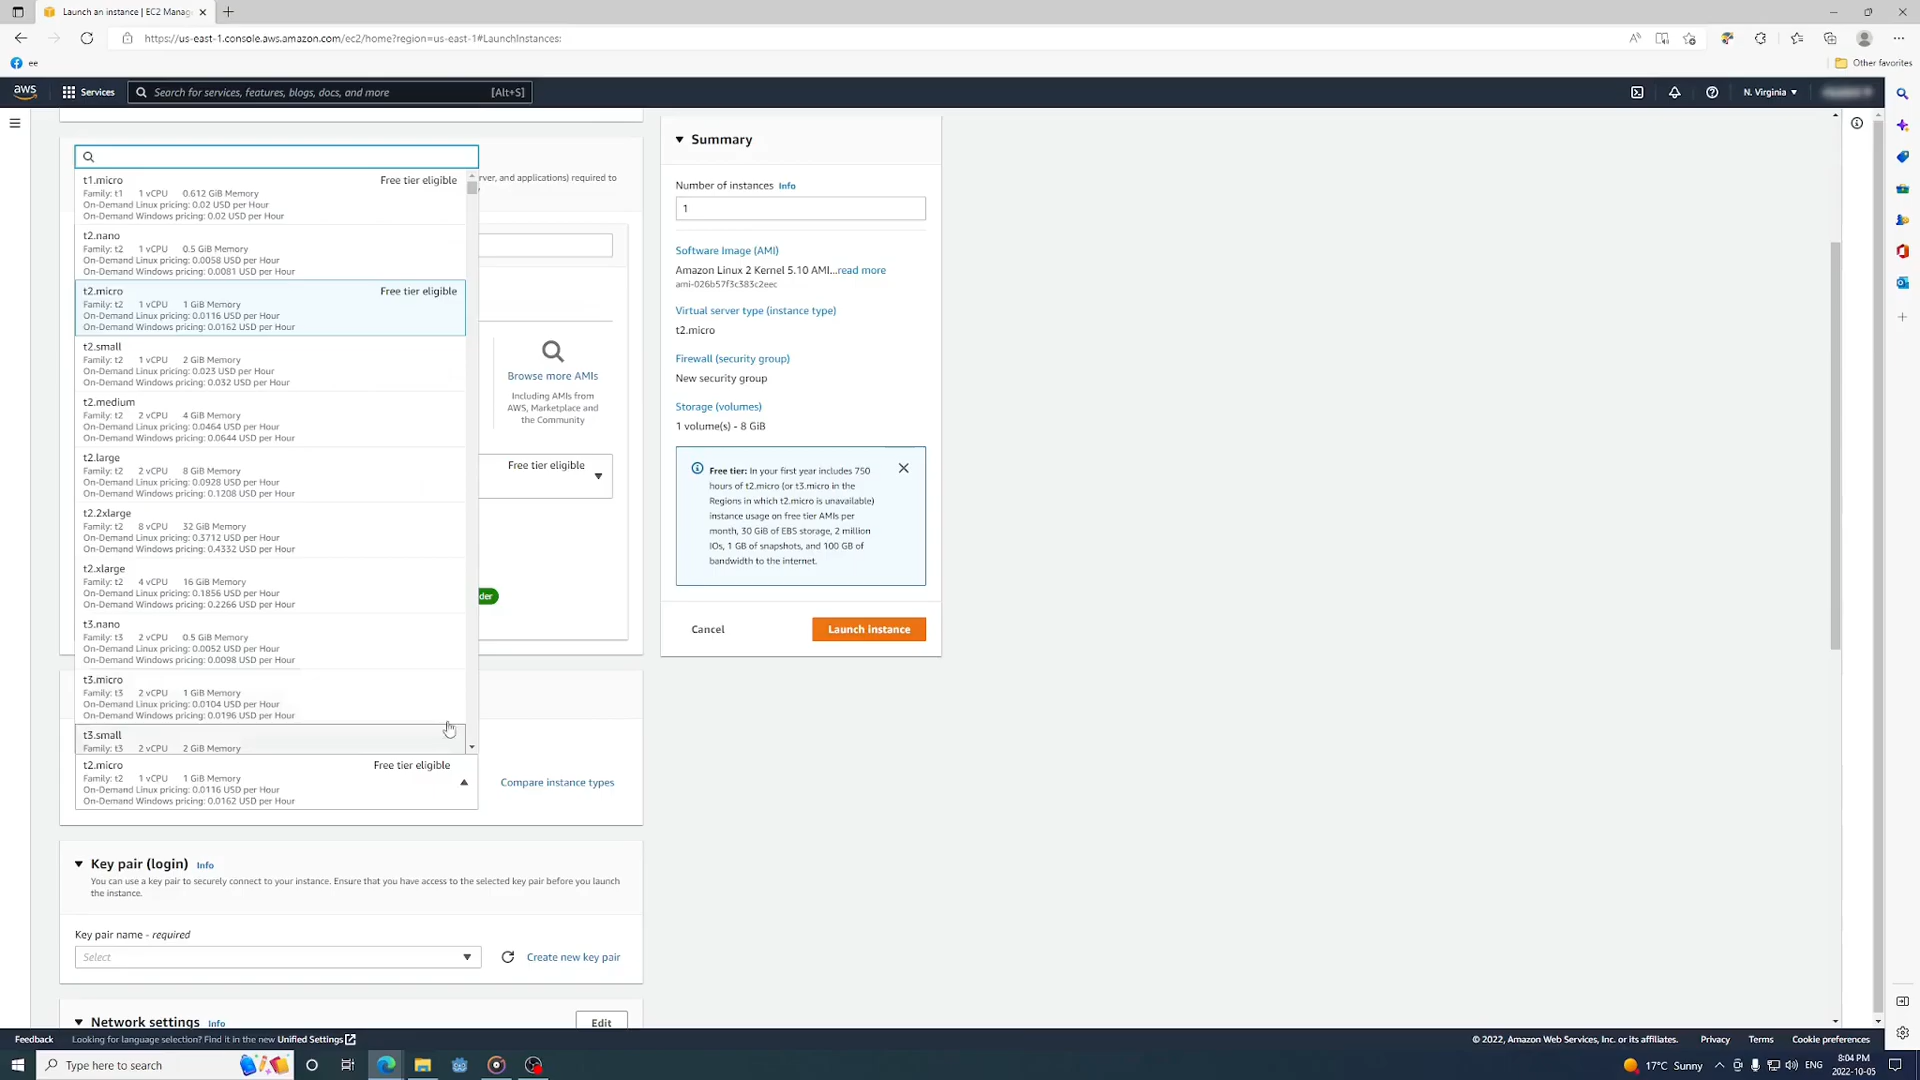 Launch an instance | EC2 Manag
https://us-east-1.console.aws.amazon.com/ec2/home?region=us-east-1#LaunchInstances:
ee
Other favorites
aws
Services
Search for services, features, blogs, docs, and more
[Alt+S]
N. Virginia
t1.micro
Free tier eligible
Family: t1 1 vCPU 0.612 GiB Memory
On-Demand Linux pricing: 0.02 USD per Hour
On-Demand Windows pricing: 0.02 USD per Hour
t2.nano
Family: t2 1 vCPU 0.5 GiB Memory
On-Demand Linux pricing: 0.0058 USD per Hour
On-Demand Windows pricing: 0.0081 USD per Hour
t2.micro
Free tier eligible
Family: t2 1 vCPU 1 GiB Memory
On-Demand Linux pricing: 0.0116 USD per Hour
On-Demand Windows pricing: 0.0162 USD per Hour
t2.small
Family: t2 1 vCPU 2 GiB Memory
On-Demand Linux pricing: 0.023 USD per Hour
On-Demand Windows pricing: 0.032 USD per Hour
t2.medium
Family: t2 2 vCPU 4 GiB Memory
On-Demand Linux pricing: 0.0464 USD per Hour
On-Demand Windows pricing: 0.0644 USD per Hour
t2.large
Family: t2 2 vCPU 8 GiB Memory
On-Demand Linux pricing: 0.0928 USD per Hour
On-Demand Windows pricing: 0.1208 USD per Hour
t2.2xlarge
Family: t2 8 vCPU 32 GiB Memory
On-Demand Linux pricing: 0.3712 USD per Hour
On-Demand Windows pricing: 0.4332 USD per Hour
t2.xlarge
Family: t2 4 vCPU 16 GiB Memory
On-Demand Linux pricing: 0.1856 USD per Hour
On-Demand Windows pricing: 0.2266 USD per Hour
t3.nano
Family: t3 2 vCPU 0.5 GiB Memory
On-Demand Linux pricing: 0.0052 USD per Hour
On-Demand Windows pricing: 0.0098 USD per Hour
t3.micro
Family: t3 2 vCPU 1 GiB Memory
On-Demand Linux pricing: 0.0104 USD per Hour
On-Demand Windows pricing: 0.0196 USD per Hour
t3.small
Family: t3 2 vCPU 2 GiB Memory
t2.micro
Free tier eligible
Family: t2 1 vCPU 1 GiB Memory
On-Demand Linux pricing: 0.0116 USD per Hour
On-Demand Windows pricing: 0.0162 USD per Hour
rver, and applications) required to
Browse more AMIs
Including AMIs from
AWS, Marketplace and
the Community
Free tier eligible
der
Compare instance types
Key pair (login) Info
You can use a key pair to securely connect to your instance. Ensure that you have access to the selected key pair before you launch
the instance.
Key pair name - required
Select
Create new key pair
Network settings Info
Edit
Summary
Number of instances Info
1
Software Image (AMI)
Amazon Linux 2 Kernel 5.10 AMI...read more
ami-026b57f3c383c2eec
Virtual server type (instance type)
t2.micro
Firewall (security group)
New security group
Storage (volumes)
1 volume(s) - 8 GiB
Free tier: In your first year includes 750
hours of t2.micro (or t3.micro in the
Regions in which t2.micro is unavailable)
instance usage on free tier AMIs per
month, 30 GiB of EBS storage, 2 million
IOs, 1 GB of snapshots, and 100 GB of
bandwidth to the internet.
Cancel
Launch instance
Feedback
Looking for language selection? Find it in the new Unified Settings
© 2022, Amazon Web Services, Inc. or its affiliates.
Privacy
Terms
Cookie preferences
Type here to search
17°C Sunny
ENG
8:04 PM
2022-10-05